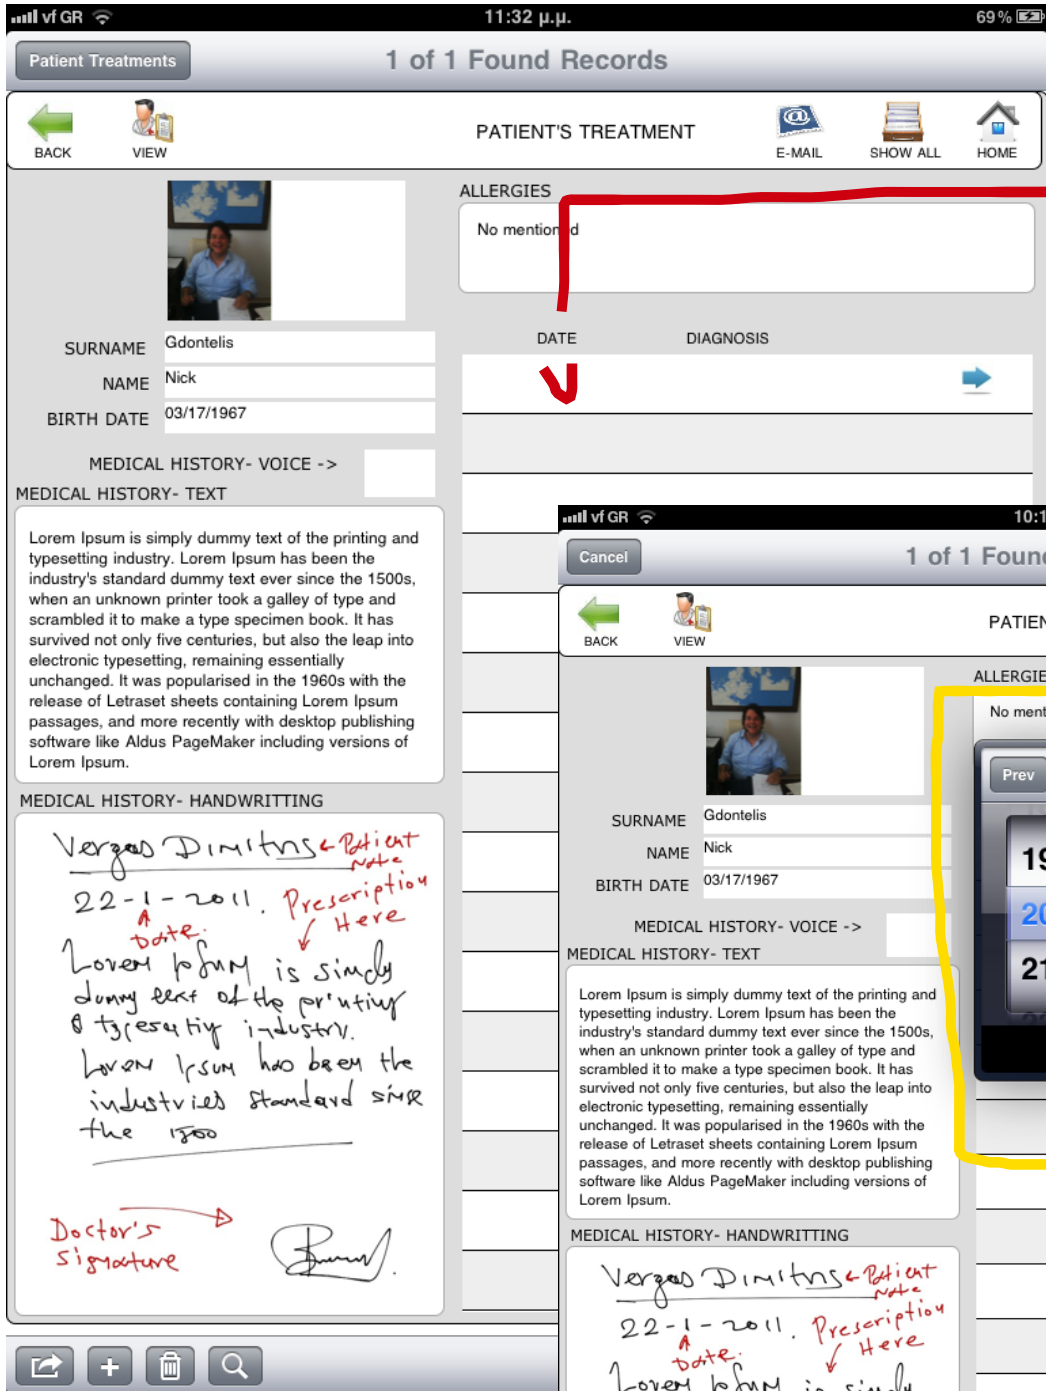 vf GR 11:32 μ.μ. 69%
Patient Treatments
1 of 1 Found Records
BACK
VIEW
PATIENT'S TREATMENT
E-MAIL
SHOW ALL
HOME
ALLERGIES
No mentioned
SURNAME Gdontelis
NAME Nick
BIRTH DATE 03/17/1967
DATE DIAGNOSIS
MEDICAL HISTORY- VOICE ->
MEDICAL HISTORY- TEXT
Lorem Ipsum is simply dummy text of the printing and
typesetting industry. Lorem Ipsum has been the
industry's standard dummy text ever since the 1500s,
when an unknown printer took a galley of type and
scrambled it to make a type specimen book. It has
survived not only five centuries, but also the leap into
electronic typesetting, remaining essentially
unchanged. It was popularised in the 1960s with the
release of Letraset sheets containing Lorem Ipsum
passages, and more recently with desktop publishing
software like Aldus PageMaker including versions of
Lorem Ipsum.
MEDICAL HISTORY- HANDWRITTING
Vergas Dimitris
Patient
Note
22-1-2011.
Prescription
Here
Date.
Lorem Ipsum is simply
dummy text of the printing
& typesetting industry.
Lorem Ipsum has been the
industries standard since
the 1500
Doctor's
signature
vf GR 10:1
Cancel
1 of 1 Foun
BACK
VIEW
PATIEN
ALLERGIE
No ment
Prev
19
20
21
SURNAME Gdontelis
NAME Nick
BIRTH DATE 03/17/1967
MEDICAL HISTORY- VOICE ->
MEDICAL HISTORY- TEXT
Lorem Ipsum is simply dummy text of the printing and
typesetting industry. Lorem Ipsum has been the
industry's standard dummy text ever since the 1500s,
when an unknown printer took a galley of type and
scrambled it to make a type specimen book. It has
survived not only five centuries, but also the leap into
electronic typesetting, remaining essentially
unchanged. It was popularised in the 1960s with the
release of Letraset sheets containing Lorem Ipsum
passages, and more recently with desktop publishing
software like Aldus PageMaker including versions of
Lorem Ipsum.
MEDICAL HISTORY- HANDWRITTING
Vergas Dimitris
Patient
Note
22-1-2011.
Prescription
Here
Date.
Lorem Ipsum is simply